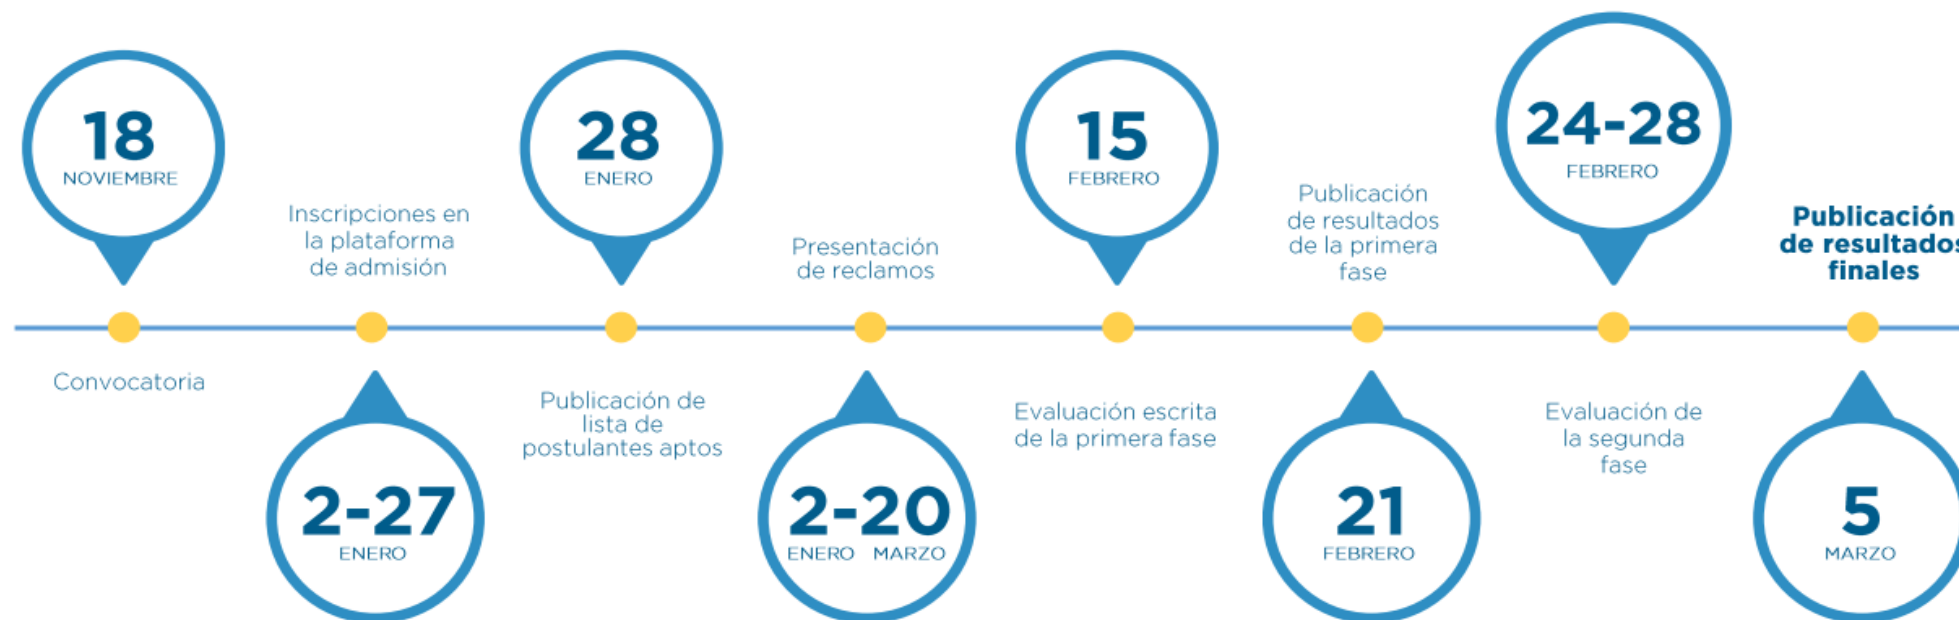 18
NOVIEMBRE
Convocatoria
Inscripciones en
la plataforma
de admisión
2-27
ENERO
28
ENERO
Publicación de
lista de
postulantes aptos
Presentación
de reclamos
2-20
ENERO MARZO
15
FEBRERO
Evaluación escrita
de la primera fase
Publicación
de resultados
de la primera
fase
21
FEBRERO
24-28
FEBRERO
Evaluación de
la segunda
fase
Publicación
de resultados
finales
5
MARZO